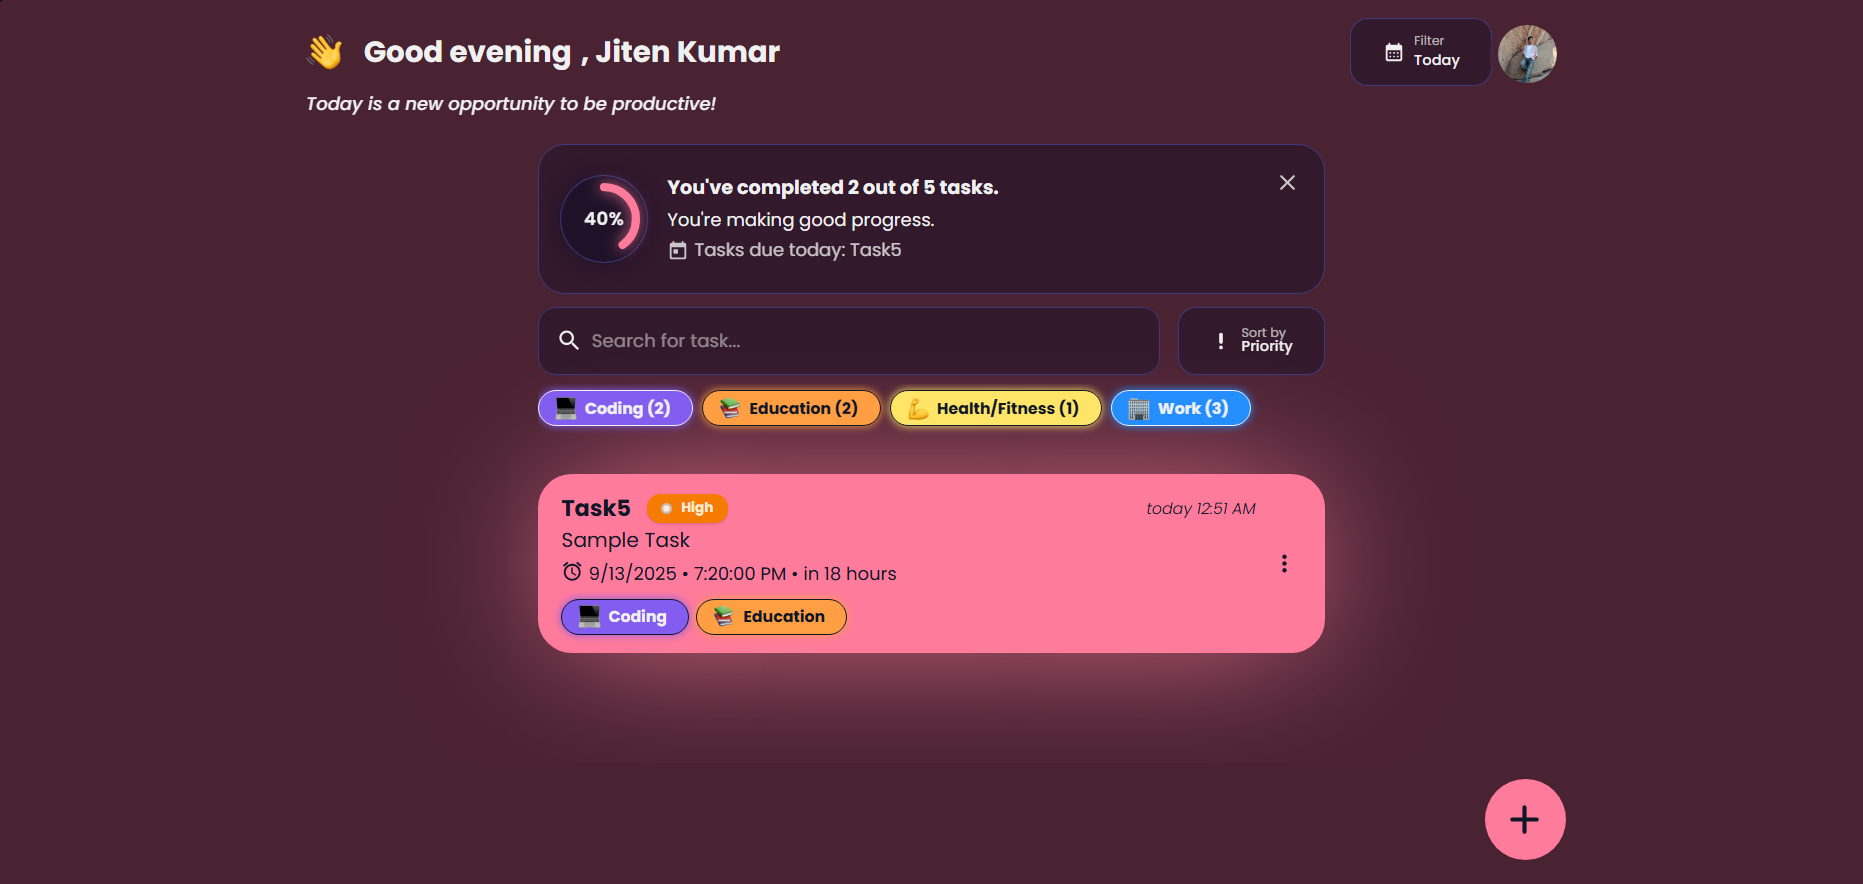 👋 Good evening , Jiten Kumar
Filter
Today
Today is a new opportunity to be productive!
40%
You've completed 2 out of 5 tasks.
You're making good progress.
Tasks due today: Task5
Search for task...
Sort by
Priority
Coding (2)
Education (2)
Health/Fitness (1)
Work (3)
Task5
High
today 12:51 AM
Sample Task
9/13/2025 • 7:20:00 PM • in 18 hours
Coding
Education